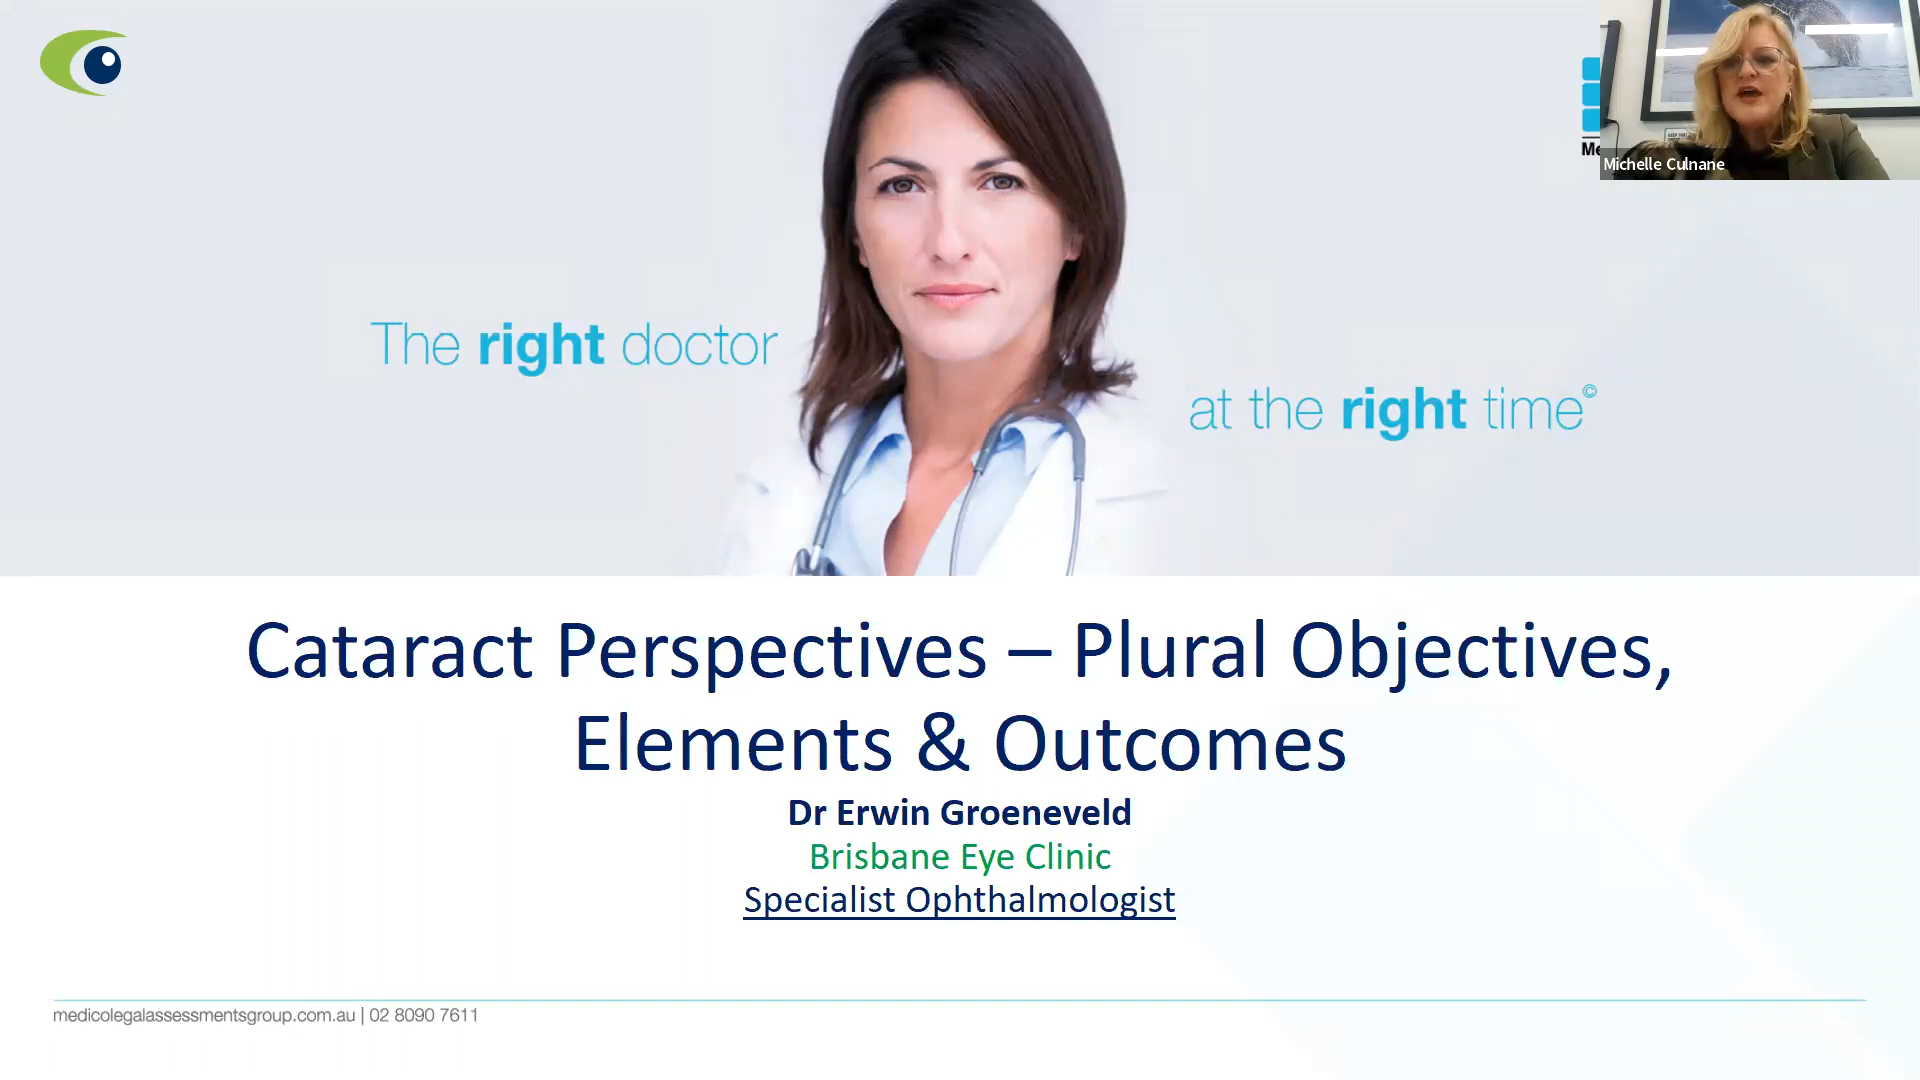 The right doctor
at the right time©
Me
Michelle Culnane
Cataract Perspectives – Plural Objectives,
Elements & Outcomes
Dr Erwin Groeneveld
Brisbane Eye Clinic
Specialist Ophthalmologist
medicolegalassessmentsgroup.com.au | 02 8090 7611